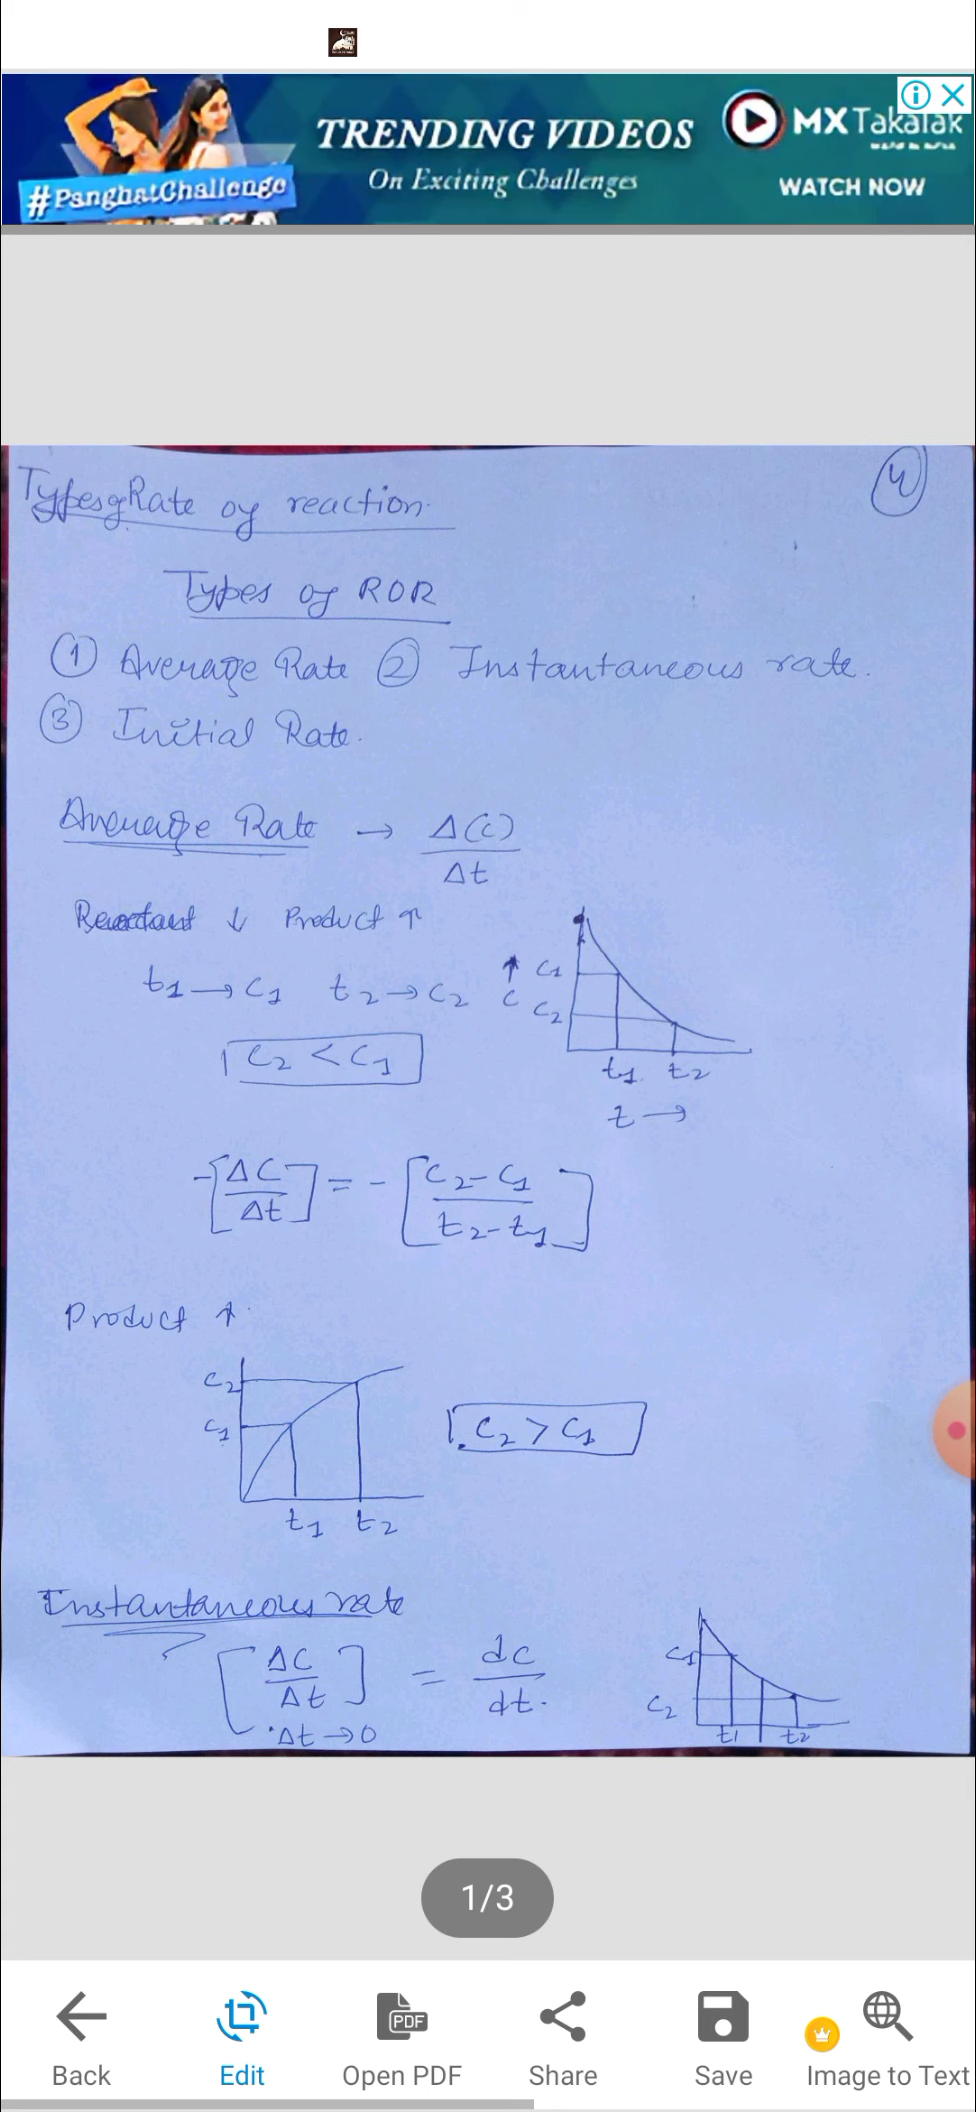 TRENDING VIDEOS
On Exciting Challenges
#PanghatChallenge
MX Takatak
WATCH NOW
Types of Rate of reaction.
4
Types of ROR
① Average Rate ② Instantaneous rate.
③ Initial Rate.
Average Rate → Δ(c)/Δt
Reactant ↓ Product ↑
t1 → C1 t2 → C2
C2 < C1
↑ C
C1
C2
t1 t2
t →
-[ΔC/Δt] = -[C2-C1/t2-t1]
Product ↑
C2
C1
t1 t2
C2 > C1
Instantaneous rate
[ΔC/Δt] Δt→0 = dc/dt.
C1
C2
t1 t2
1/3
Back
Edit
PDF
Open PDF
Share
Save
Image to Text